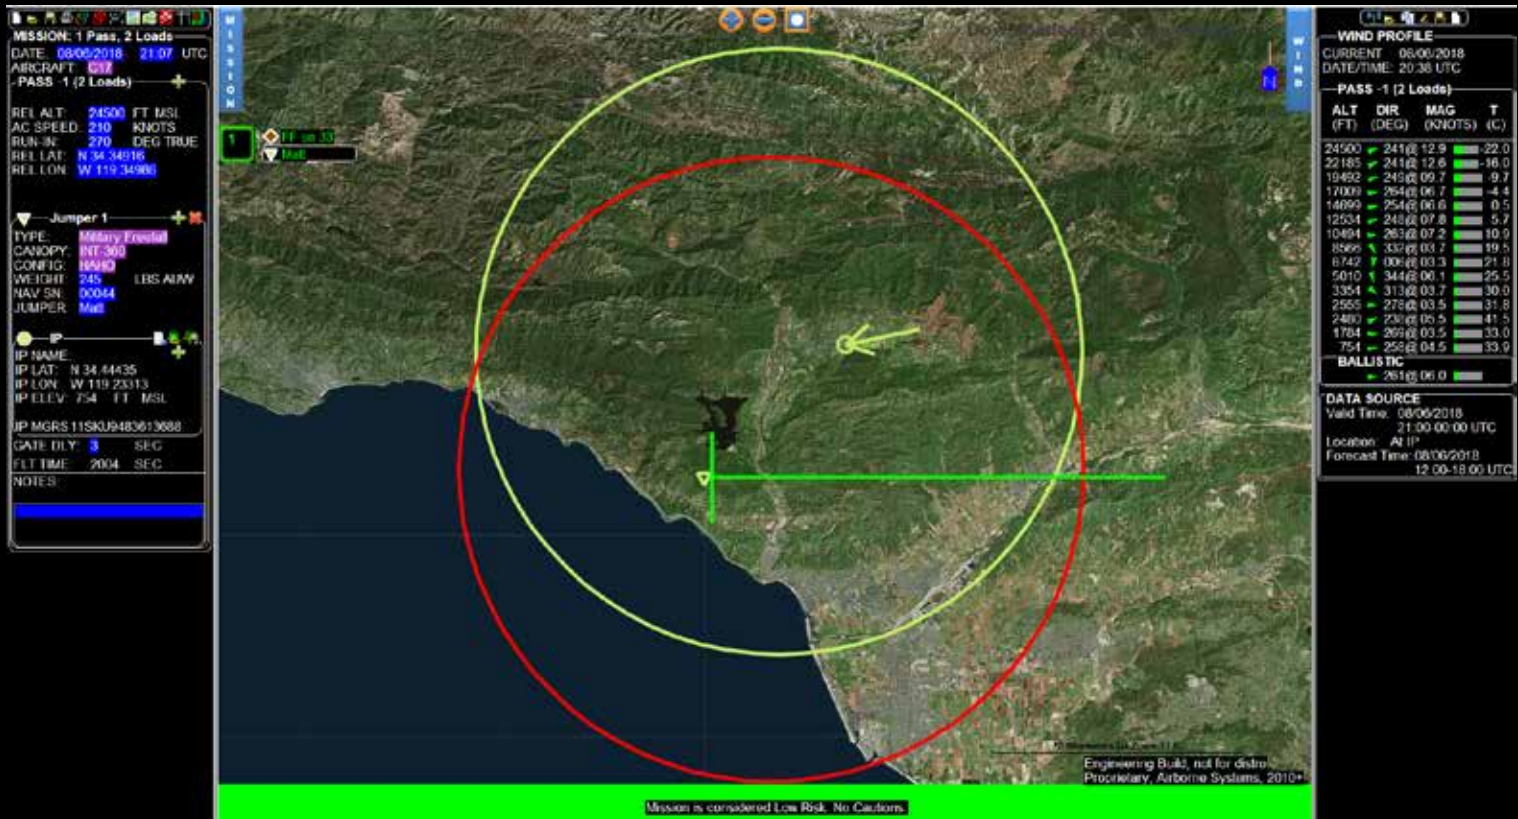 MISSION: 1 Pass, 2 Loads
DATE: 08/06/2018 21:07 UTC
AIRCRAFT: C17
PASS -1 (2 Loads)
REL ALT: 24500 FT MSL
AC SPEED: 210 KNOTS
RUN-IN: 270 DEG TRUE
REL LAT: N 34.34916
REL LON: W 119.34986
Jumper 1
TYPE: Military Freefall
CANOPY: INT-360
CONFIG: HAHO
WEIGHT: 245 LBS AUW
NAV SN: 00044
JUMPER: Matt
IP
IP NAME:
IP LAT: N 34.44435
IP LON: W 119.23313
IP ELEV: 754 FT MSL
IP MGRS 11SKU9483613688
GATE DLY: 3 SEC
FLT TIME: 2004 SEC
NOTES:
MISSION
1
Matt
N
WIND
Engineering Build, not for distro
Proprietary, Airborne Systems, 2010+
Mission is considered Low Risk. No Cautions.
WIND PROFILE
CURRENT 08/06/2018
DATE/TIME: 20:38 UTC
PASS -1 (2 Loads)
ALT DIR MAG T
(FT) (DEG) (KNOTS) (C)
24500 241@ 12.9 -22.0
22185 241@ 12.6 -16.0
19492 249@ 09.7 -9.7
17009 264@ 06.7 -4.4
14699 254@ 06.6 0.5
12534 248@ 07.8 5.7
10494 263@ 07.2 10.9
8566 332@ 03.7 19.5
6742 006@ 03.3 21.8
5010 344@ 06.1 25.5
3354 313@ 03.7 30.0
2555 278@ 03.5 31.8
2480 230@ 05.5 41.5
1784 269@ 03.5 33.0
754 258@ 04.5 33.9
BALLISTIC
261@ 06.0
DATA SOURCE
Valid Time: 08/06/2018
21:00-00:00 UTC
Location: At IP
Forecast Time: 08/06/2018
12:00-18:00 UTC